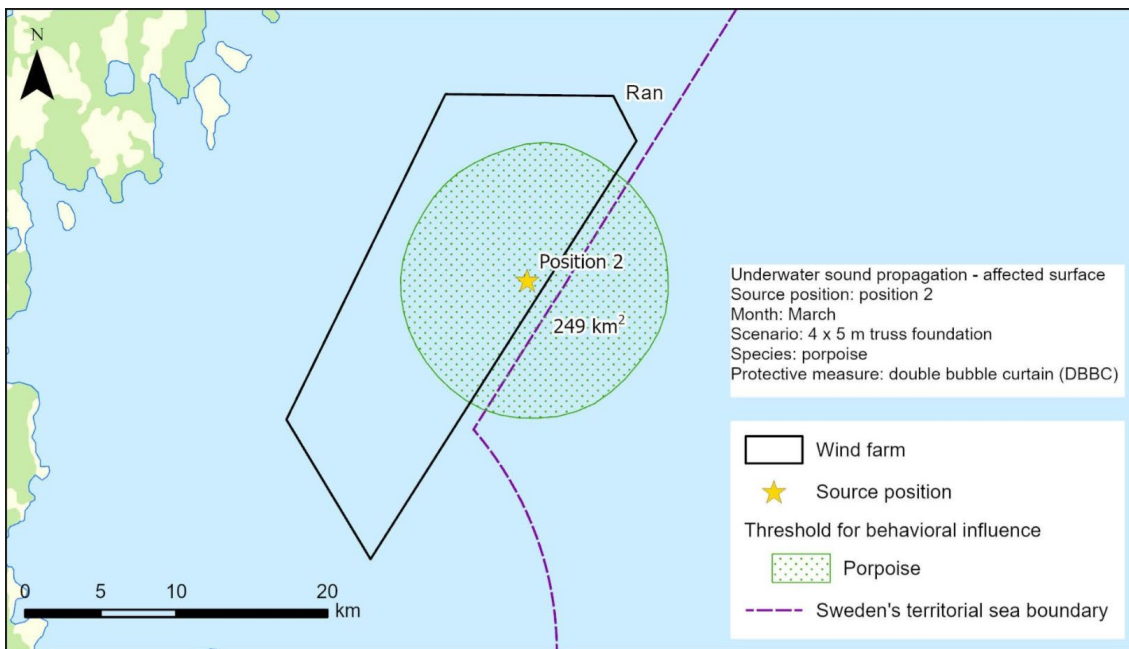 N
Ran
Position 2
249 km²
Underwater sound propagation - affected surface
Source position: position 2
Month: March
Scenario: 4 x 5 m truss foundation
Species: porpoise
Protective measure: double bubble curtain (DBBC)
Wind farm
Source position
Threshold for behavioral influence
Porpoise
Sweden's territorial sea boundary
0 5 10 20
km